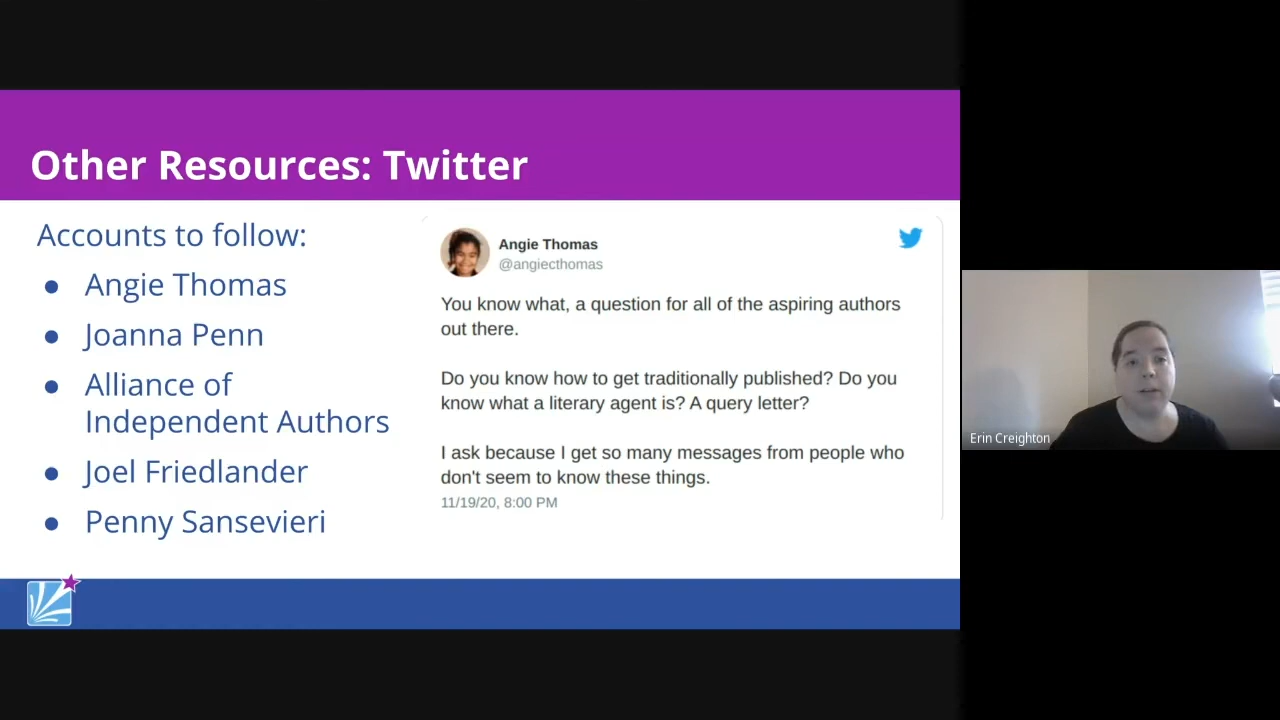 Other Resources: Twitter
Accounts to follow:
● Angie Thomas
● Joanna Penn
● Alliance of
Independent Authors
● Joel Friedlander
● Penny Sansevieri
Angie Thomas
@angiecthomas
You know what, a question for all of the aspiring authors
out there.
Do you know how to get traditionally published? Do you
know what a literary agent is? A query letter?
I ask because I get so many messages from people who
don't seem to know these things.
11/19/20, 8:00 PM
Erin Creighton